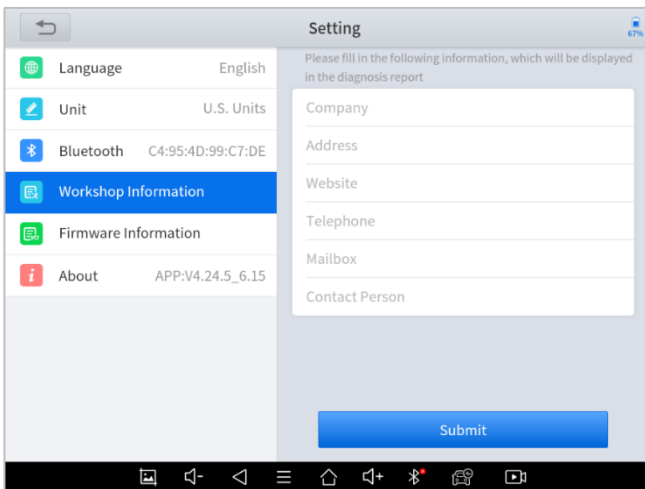 Setting
67%
Language English
Unit U.S. Units
Bluetooth C4:95:4D:99:C7:DE
Workshop Information
Firmware Information
About APP:V4.24.5_6.15
Please fill in the following information, which will be displayed
in the diagnosis report
Company
Address
Website
Telephone
Mailbox
Contact Person
Submit